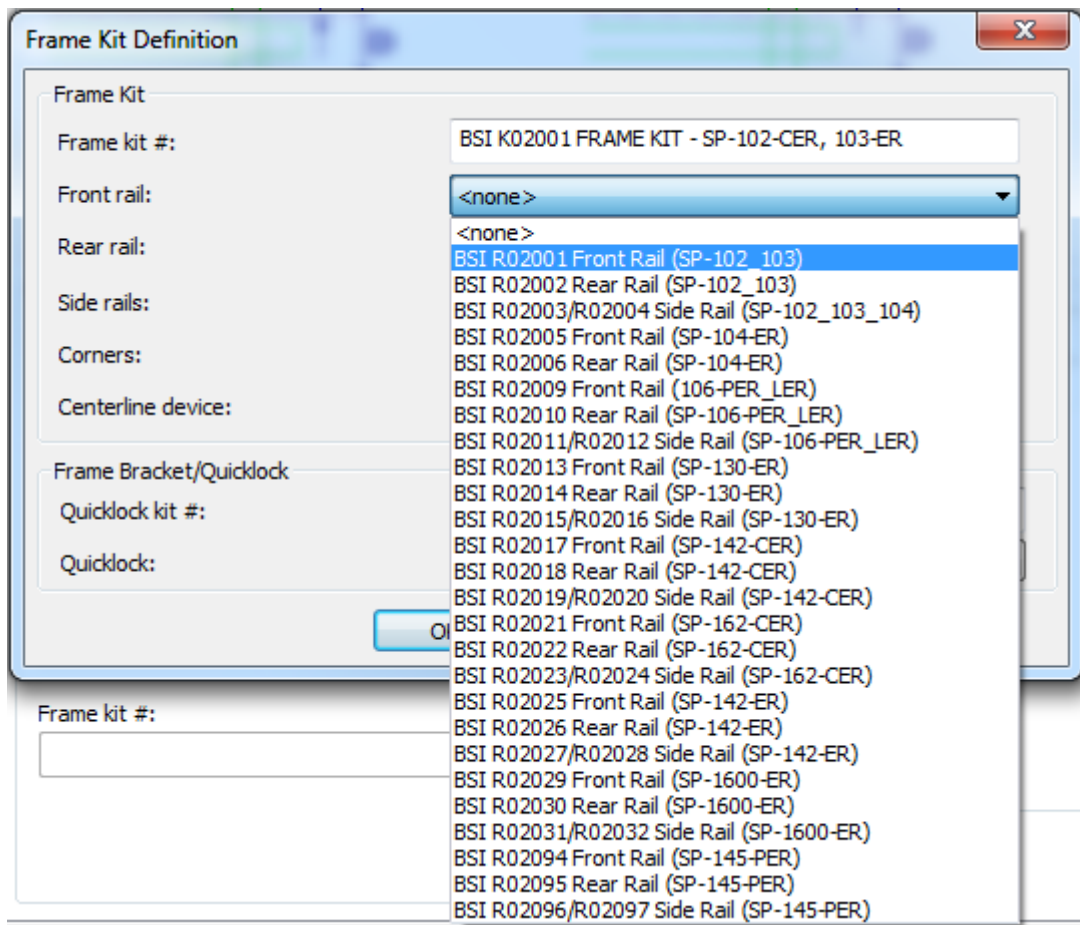 Frame Kit Definition
X
Frame Kit
Frame kit #:
BSI K02001 FRAME KIT - SP-102-CER, 103-ER
Front rail:
<none>
Rear rail:
Side rails:
Corners:
Centerline device:
<none>
BSI R02001 Front Rail (SP-102_103)
BSI R02002 Rear Rail (SP-102_103)
BSI R02003/R02004 Side Rail (SP-102_103_104)
BSI R02005 Front Rail (SP-104-ER)
BSI R02006 Rear Rail (SP-104-ER)
BSI R02009 Front Rail (106-PER_LER)
BSI R02010 Rear Rail (SP-106-PER_LER)
BSI R02011/R02012 Side Rail (SP-106-PER_LER)
BSI R02013 Front Rail (SP-130-ER)
BSI R02014 Rear Rail (SP-130-ER)
BSI R02015/R02016 Side Rail (SP-130-ER)
BSI R02017 Front Rail (SP-142-CER)
BSI R02018 Rear Rail (SP-142-CER)
BSI R02019/R02020 Side Rail (SP-142-CER)
BSI R02021 Front Rail (SP-162-CER)
BSI R02022 Rear Rail (SP-162-CER)
BSI R02023/R02024 Side Rail (SP-162-CER)
BSI R02025 Front Rail (SP-142-ER)
BSI R02026 Rear Rail (SP-142-ER)
BSI R02027/R02028 Side Rail (SP-142-ER)
BSI R02029 Front Rail (SP-1600-ER)
BSI R02030 Rear Rail (SP-1600-ER)
BSI R02031/R02032 Side Rail (SP-1600-ER)
BSI R02094 Front Rail (SP-145-PER)
BSI R02095 Rear Rail (SP-145-PER)
BSI R02096/R02097 Side Rail (SP-145-PER)
Frame Bracket/Quicklock
Quicklock kit #:
Quicklock:
Frame kit #: